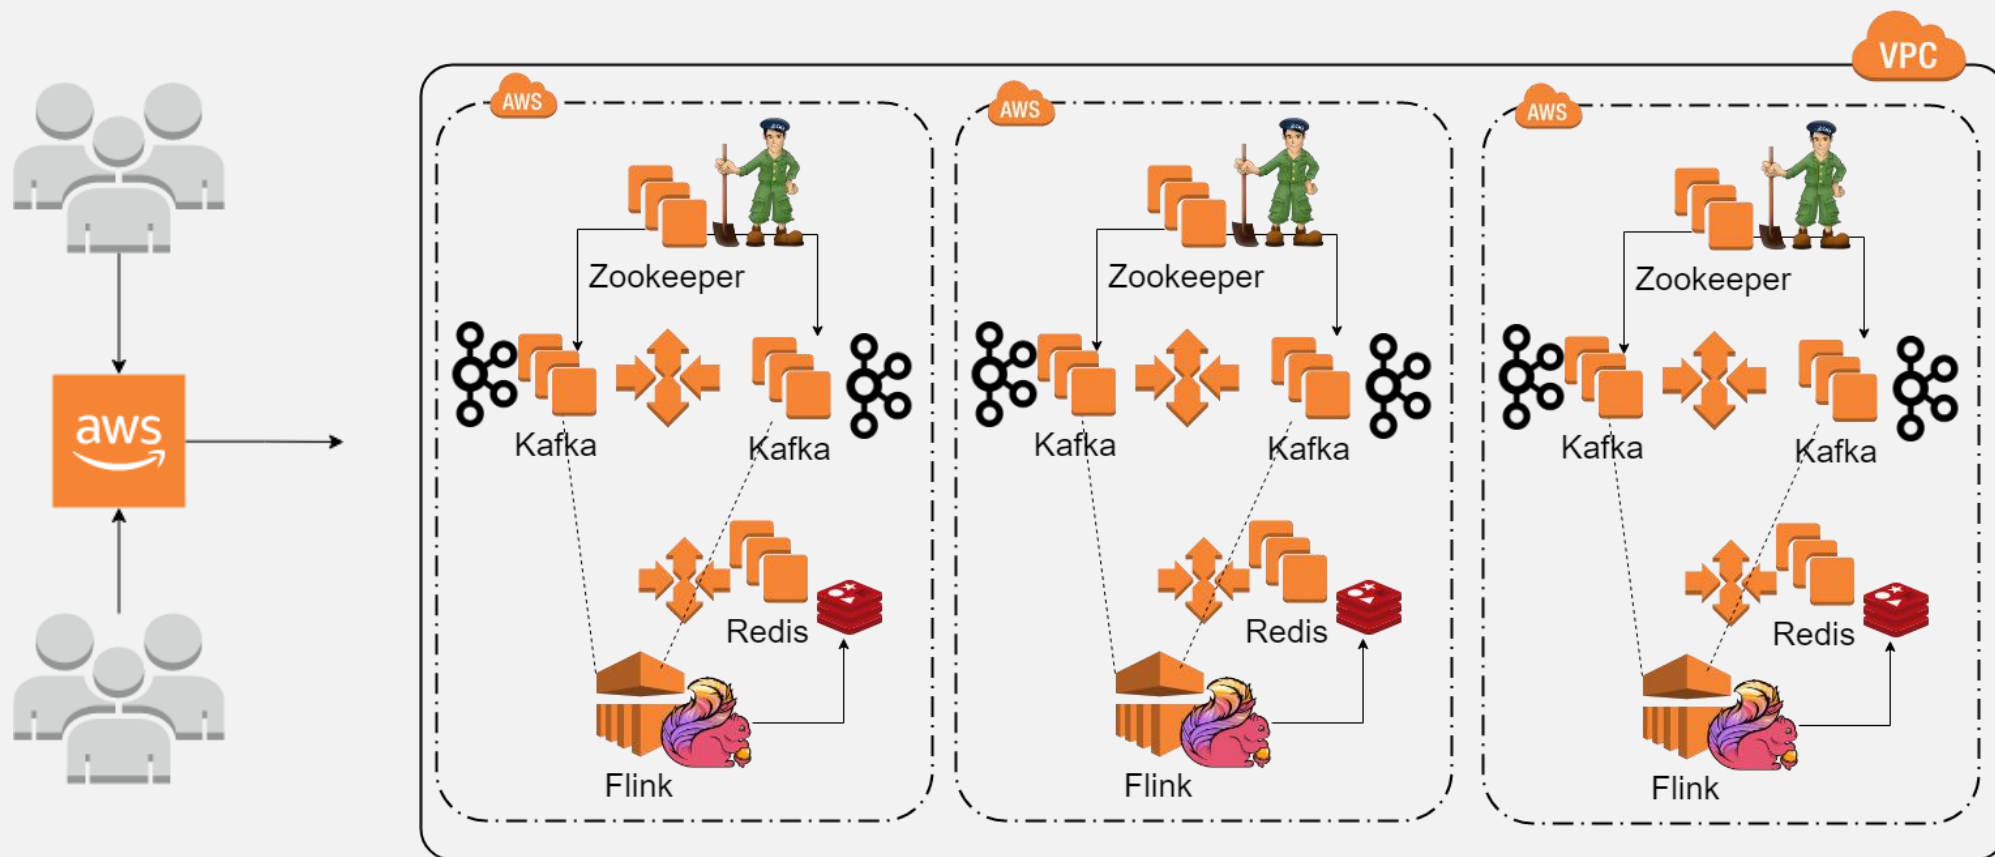 VPC
AWS
AWS
AWS
Zookeeper
Zookeeper
Zookeeper
aws
Kafka
Kafka
Kafka
Kafka
Kafka
Kafka
Redis
Redis
Redis
Flink
Flink
Flink